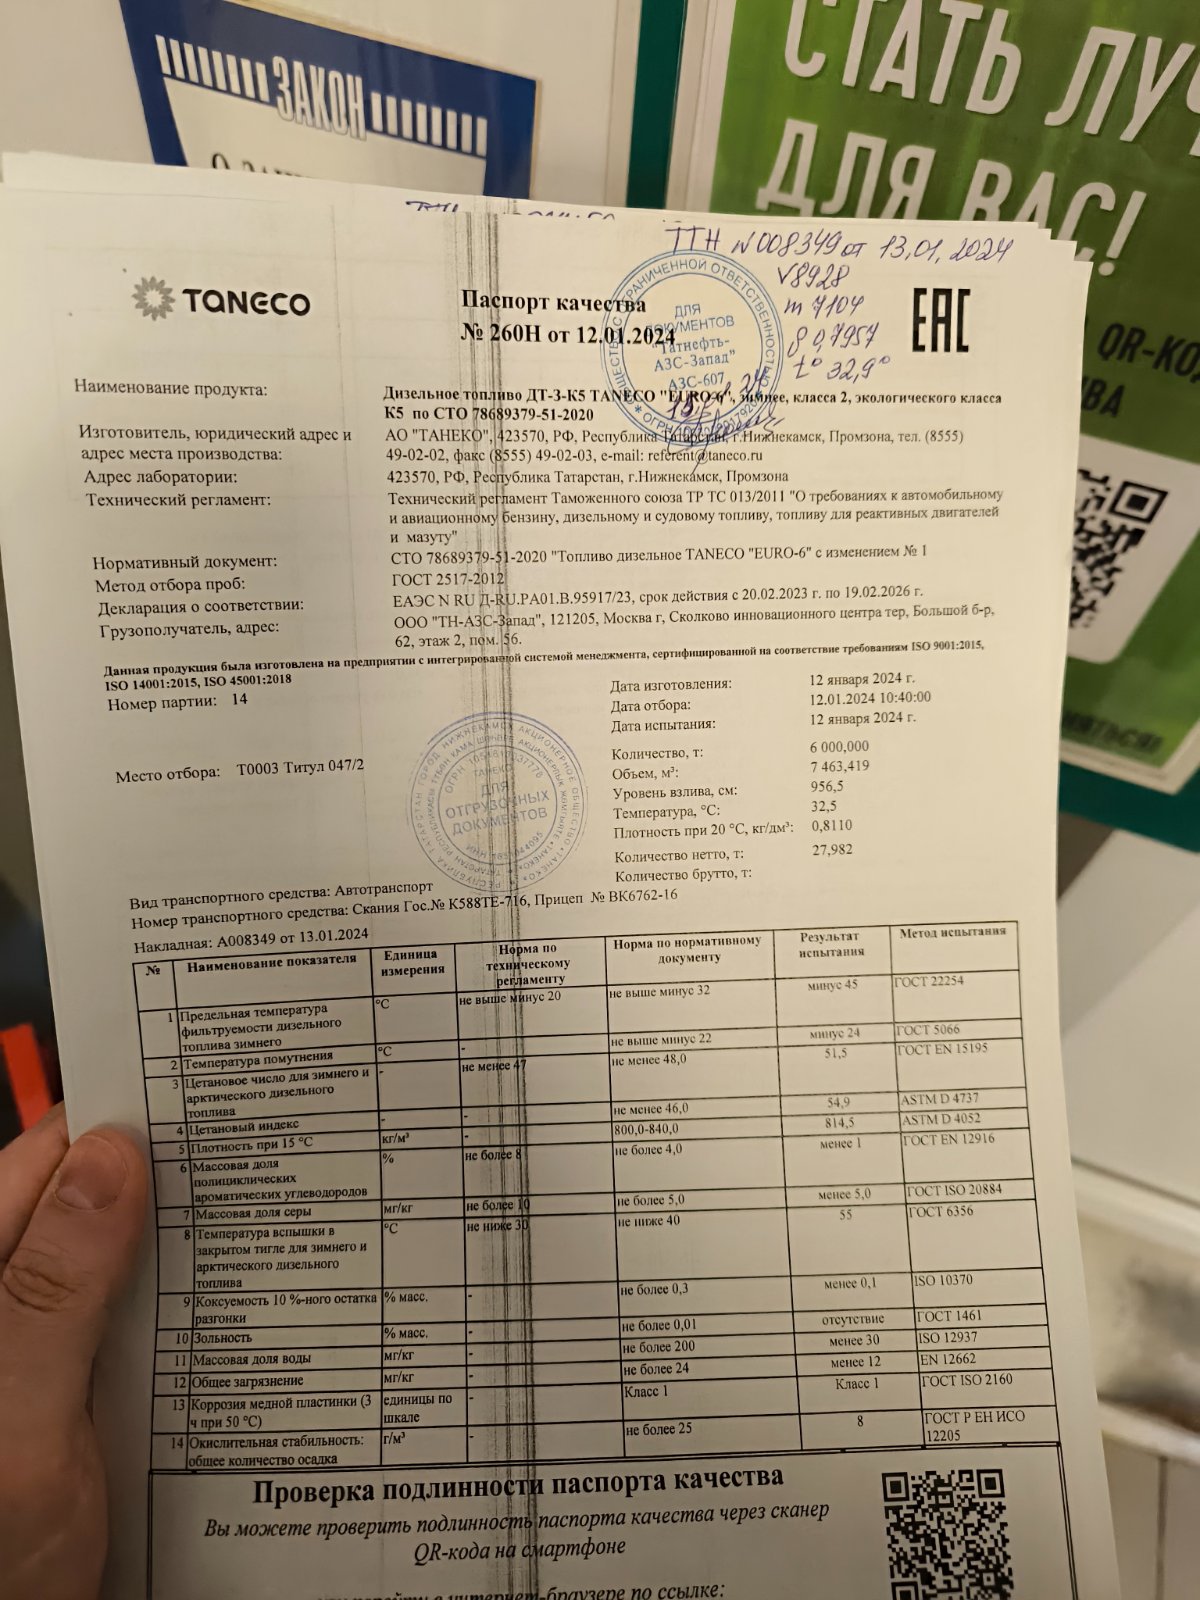 ЗАКОН
СТАТЬ ЛУЧ
ДЛЯ ВАС!
QR-КО
ТТН №008349 от 13.01.2024
V 8928
m 7104
0,7957
t° 32,9°
TANECO
Паспорт качества
№ 260Н от 12.01.2024
ДЛЯ
ДОКУМЕНТОВ
"Татнефть-
АЗС-Запад"
АЗС-607
ЕАС
Наименование продукта:
Дизельное топливо ДТ-З-К5 TANECO "EURO-6", зимнее, класса 2, экологического класса
К5 по СТО 78689379-51-2020
Изготовитель, юридический адрес и
адрес места производства:
АО "ТАНЕКО", 423570, РФ, Республика Татарстан, г.Нижнекамск, Промзона, тел. (8555)
49-02-02, факс (8555) 49-02-03, e-mail: referent@taneco.ru
Адрес лаборатории:
423570, РФ, Республика Татарстан, г.Нижнекамск, Промзона
Технический регламент:
Технический регламент Таможенного союза ТР ТС 013/2011 "О требованиях к автомобильному
и авиационному бензину, дизельному и судовому топливу, топливу для реактивных двигателей
и мазуту"
Нормативный документ:
СТО 78689379-51-2020 "Топливо дизельное TANECO "EURO-6" с изменением № 1
Метод отбора проб:
ГОСТ 2517-2012
Декларация о соответствии:
ЕАЭС N RU Д-RU.РА01.В.95917/23, срок действия с 20.02.2023 г. по 19.02.2026 г.
Грузополучатель, адрес:
ООО "ТН-АЗС-Запад", 121205, Москва г, Сколково инновационного центра тер, Большой б-р,
62, этаж 2, пом. 56.
Данная продукция была изготовлена на предприятии с интегрированной системой менеджмента, сертифицированной на соответствие требованиям ISO 9001:2015,
ISO 14001:2015, ISO 45001:2018
Номер партии: 14
Дата изготовления: 12 января 2024 г.
Дата отбора: 12.01.2024 10:40:00
Дата испытания: 12 января 2024 г.
Место отбора: Т0003 Титул 047/2
ТАНЕКО
ДЛЯ
ОТГРУЗОЧНЫХ
ДОКУМЕНТОВ
Количество, т: 6 000,000
Объем, м³: 7 463,419
Уровень взлива, см: 956,5
Температура, °С: 32,5
Плотность при 20 °С, кг/дм³: 0,8110
Количество нетто, т: 27,982
Количество брутто, т:
Вид транспортного средства: Автотранспорт
Номер транспортного средства: Скания Гос.№ К588ТЕ-716, Прицеп № ВК6762-16
Накладная: А008349 от 13.01.2024
№ Наименование показателя Единица измерения Норма по техническому регламенту Норма по нормативному документу Результат испытания Метод испытания
1 Предельная температура фильтруемости дизельного топлива зимнего °С не выше минус 20 не выше минус 32 минус 45 ГОСТ 22254
2 Температура помутнения °С - не выше минус 22 минус 24 ГОСТ 5066
3 Цетановое число для зимнего и арктического дизельного топлива - не менее 47 не менее 48,0 51,5 ГОСТ EN 15195
4 Цетановый индекс - - не менее 46,0 54,9 ASTM D 4737
5 Плотность при 15 °С кг/м³ - 800,0-840,0 814,5 ASTM D 4052
6 Массовая доля полициклических ароматических углеводородов % не более 8 не более 4,0 менее 1 ГОСТ EN 12916
7 Массовая доля серы мг/кг не более 10 не более 5,0 менее 5,0 ГОСТ ISO 20884
8 Температура вспышки в закрытом тигле для зимнего и арктического дизельного топлива °С не ниже 30 не ниже 40 55 ГОСТ 6356
9 Коксуемость 10 %-ного остатка разгонки % масс. - не более 0,3 менее 0,1 ISO 10370
10 Зольность % масс. - не более 0,01 отсутствие ГОСТ 1461
11 Массовая доля воды мг/кг - не более 200 менее 30 ISO 12937
12 Общее загрязнение мг/кг - не более 24 менее 12 EN 12662
13 Коррозия медной пластинки (3 ч при 50 °С) единицы по шкале - Класс 1 Класс 1 ГОСТ ISO 2160
14 Окислительная стабильность: общее количество осадка г/м³ - не более 25 8 ГОСТ Р ЕН ИСО 12205
Проверка подлинности паспорта качества
Вы можете проверить подлинность паспорта качества через сканер
QR-кода на смартфоне
в интернет-браузере по ссылке: